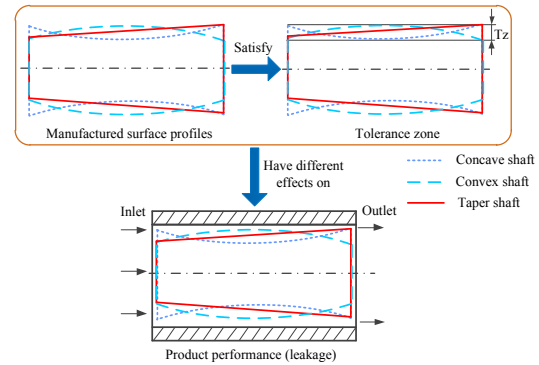 Satisfy
Tz
Manufactured surface profiles
Tolerance zone
Have different
effects on
Concave shaft
Convex shaft
Taper shaft
Inlet
Outlet
Product performance (leakage)